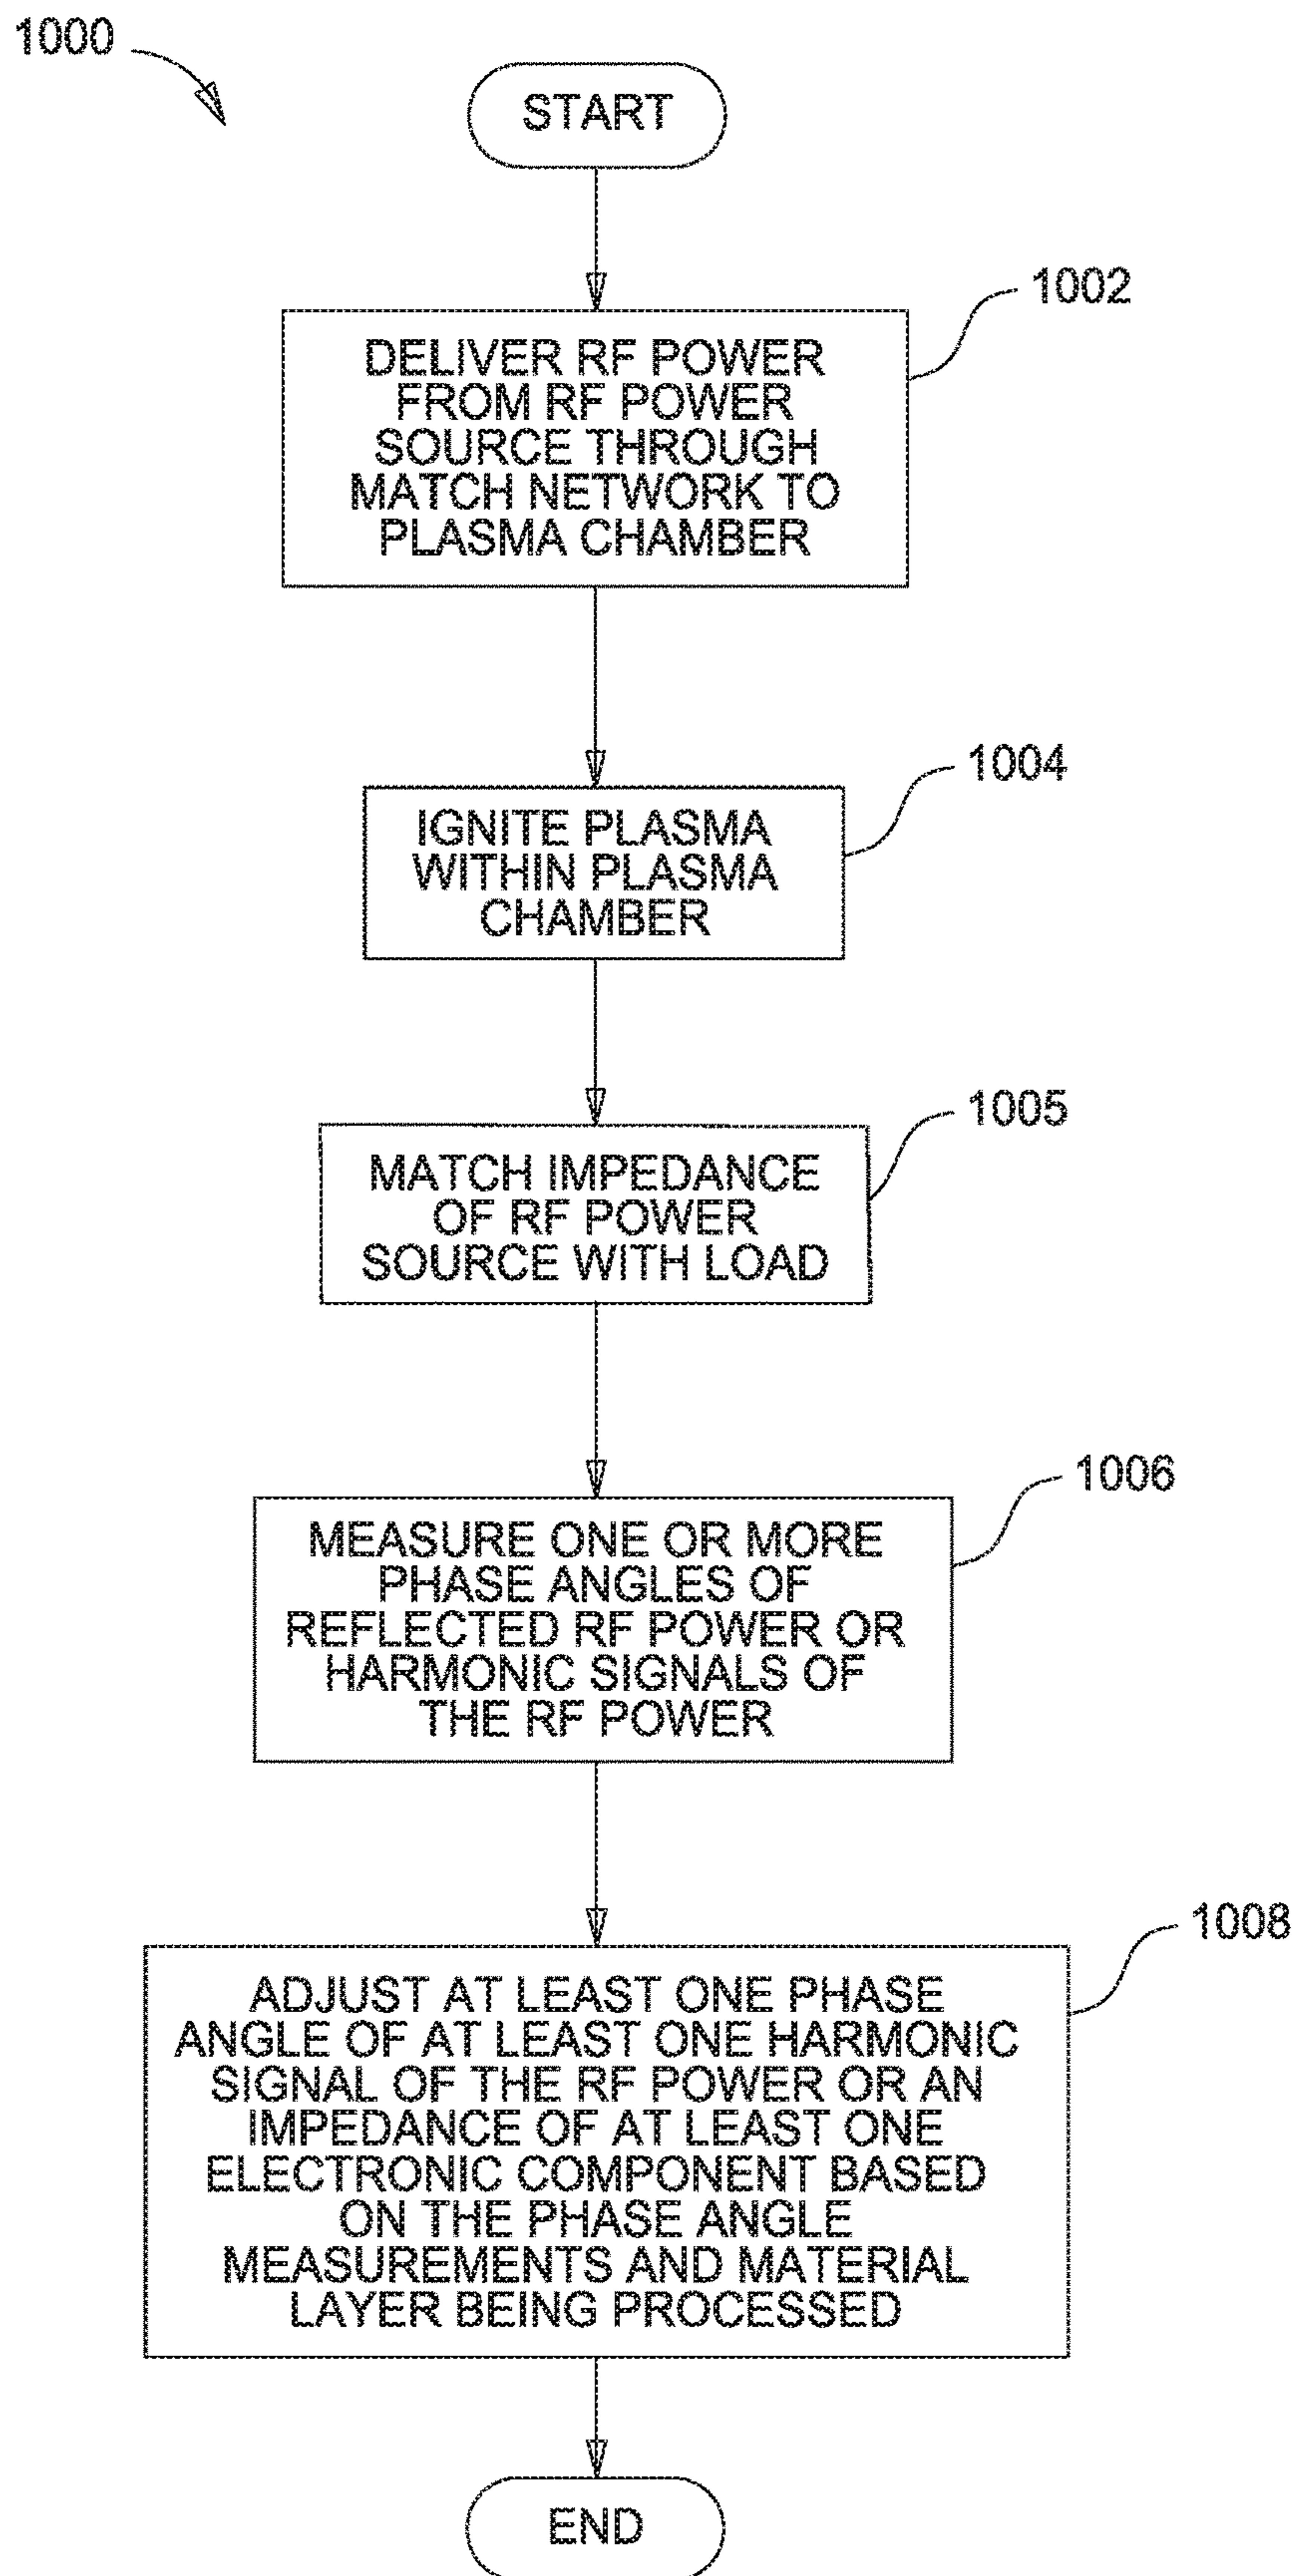 1000
START
1002
DELIVER RF POWER
FROM RF POWER
SOURCE THROUGH
MATCH NETWORK TO
PLASMA CHAMBER
1004
IGNITE PLASMA
WITHIN PLASMA
CHAMBER
1005
MATCH IMPEDANCE
OF RF POWER
SOURCE WITH LOAD
1006
MEASURE ONE OR MORE
PHASE ANGLES OF
REFLECTED RF POWER OR
HARMONIC SIGNALS OF
THE RF POWER
1008
ADJUST AT LEAST ONE PHASE
ANGLE OF AT LEAST ONE HARMONIC
SIGNAL OF THE RF POWER OR AN
IMPEDANCE OF AT LEAST ONE
ELECTRONIC COMPONENT BASED
ON THE PHASE ANGLE
MEASUREMENTS AND MATERIAL
LAYER BEING PROCESSED
END